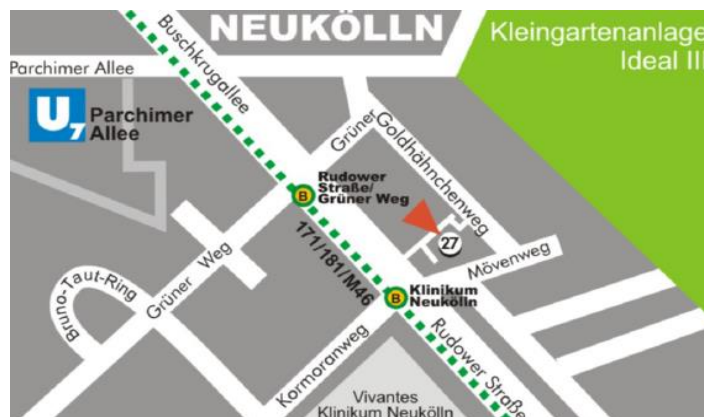 NEUKÖLLN
Kleingartenanlage
Ideal III
Parchimer Allee
Buschkrugallee
U7
Parchimer
Allee
Grüner
Goldhähnchenweg
Rudower
Straße/
Grüner Weg
B
27
171/181/M46
Mövenweg
Grüner Weg
Bruno-Taut-Ring
B
Klinikum
Neukölln
Kormoranweg
Rudower Straße
Vivantes
Klinikum Neukölln